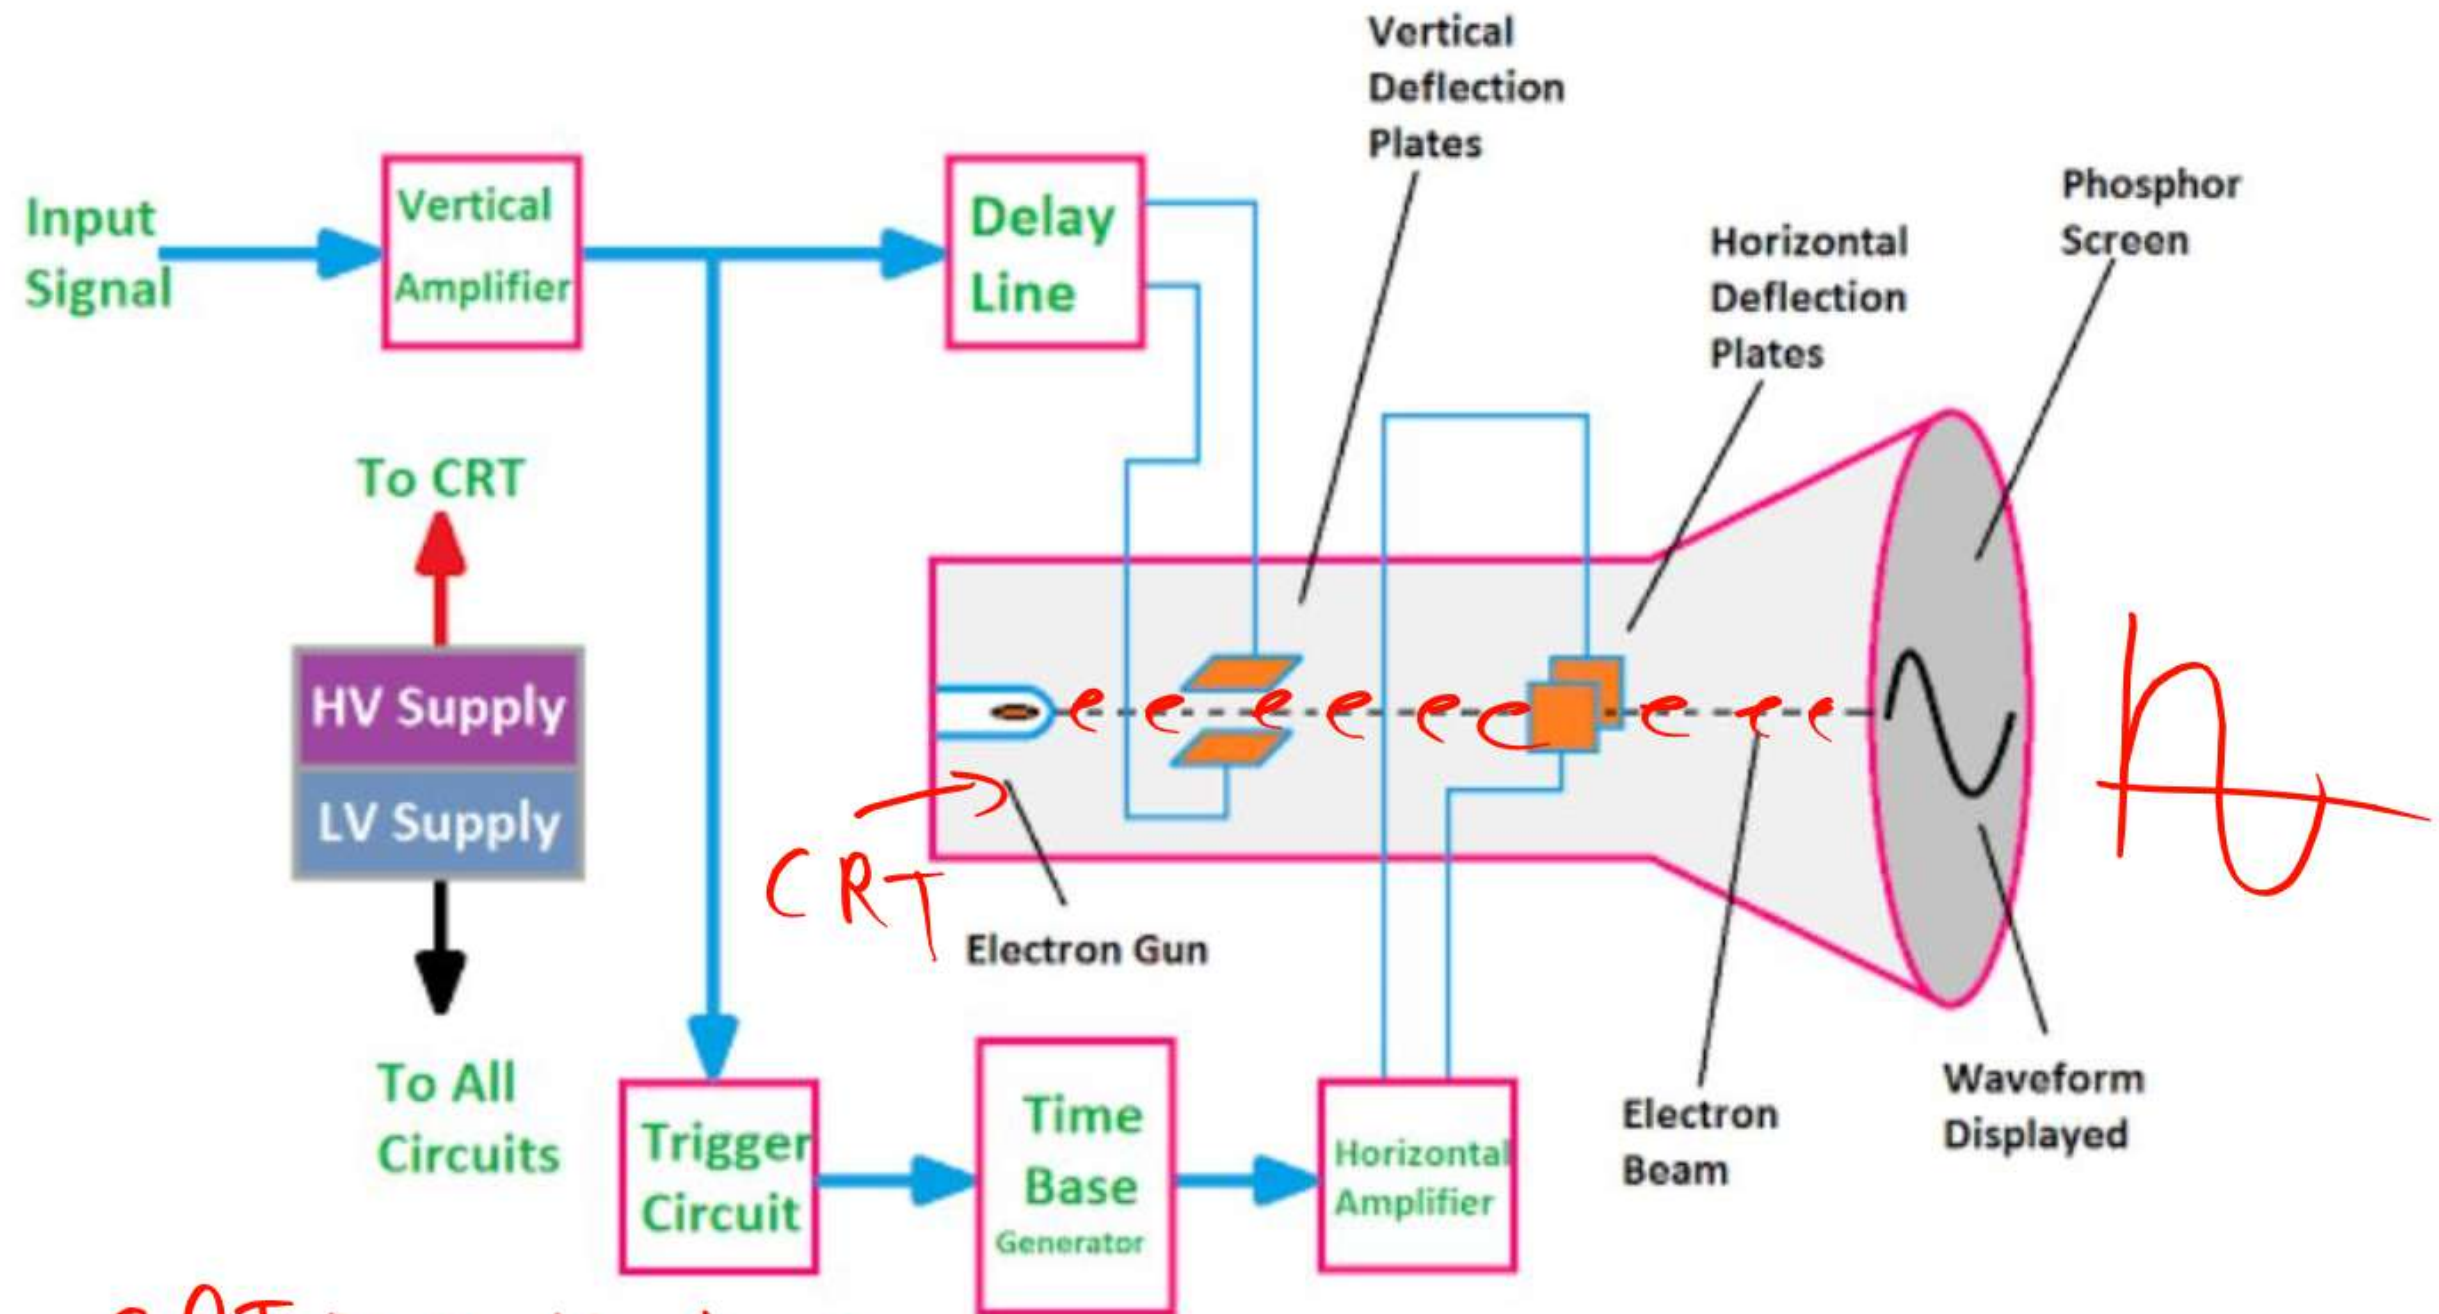 Vertical
Deflection
Plates
Phosphor
Screen
Horizontal
Deflection
Plates
Input
Signal
Vertical
Amplifier
Delay
Line
To CRT
HV Supply
LV Supply
To All
Circuits
e e e e e e e e e
CRT
Electron Gun
Trigger
Circuit
Time
Base
Generator
Horizontal
Amplifier
Electron
Beam
Waveform
Displayed